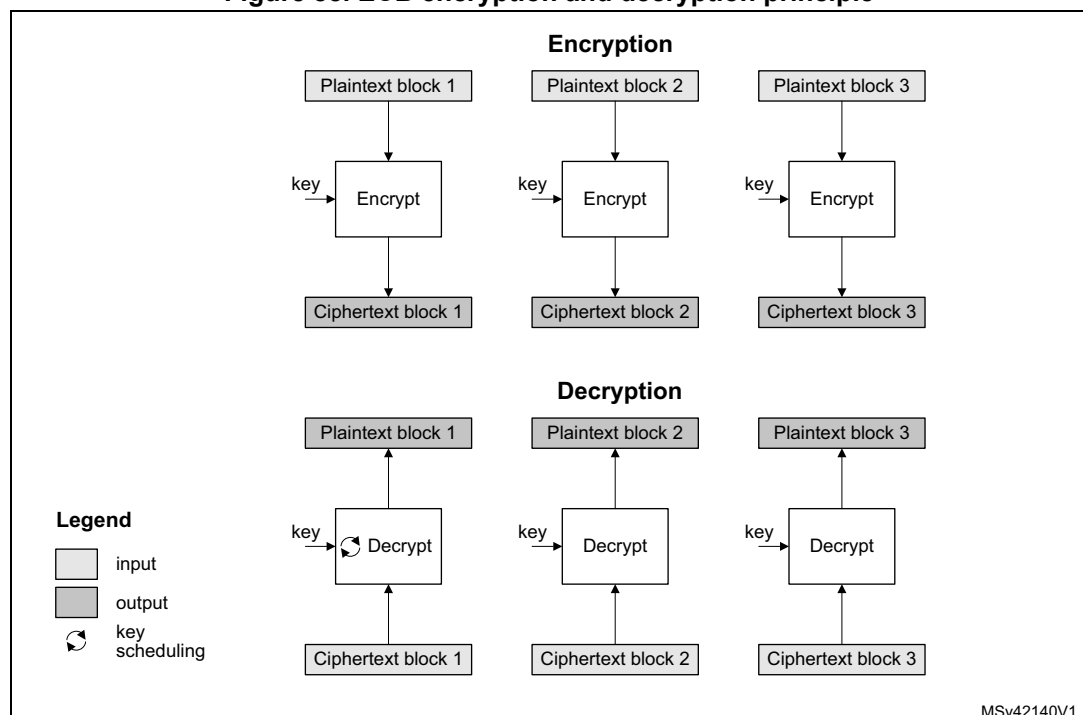 Encryption
Plaintext block 1 Plaintext block 2 Plaintext block 3
key Encrypt key Encrypt key Encrypt
Ciphertext block 1 Ciphertext block 2 Ciphertext block 3
Decryption
Plaintext block 1 Plaintext block 2 Plaintext block 3
key Decrypt key Decrypt key Decrypt
Ciphertext block 1 Ciphertext block 2 Ciphertext block 3
Legend
input
output
key
scheduling
MSv42140V1